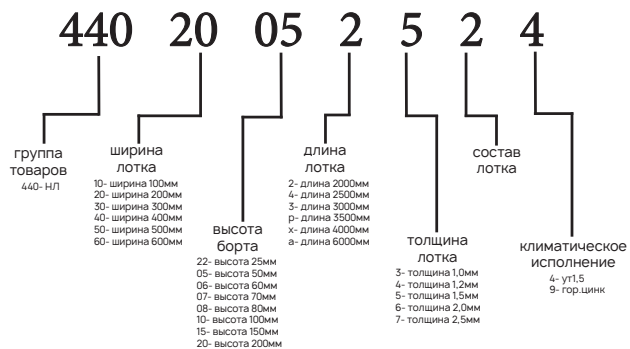 440 20 05 2 5 2 4
группа
товаров
440- НЛ
ширина
лотка
10- ширина 100мм
20- ширина 200мм
30- ширина 300мм
40- ширина 400мм
50- ширина 500мм
60- ширина 600мм
высота
борта
22- высота 25мм
05- высота 50мм
06- высота 60мм
07- высота 70мм
08- высота 80мм
10- высота 100мм
15- высота 150мм
20- высота 200мм
длина
лотка
2- длина 2000мм
4- длина 2500мм
3- длина 3000мм
р- длина 3500мм
х- длина 4000мм
а- длина 6000мм
толщина
лотка
3- толщина 1,0мм
4- толщина 1,2мм
5- толщина 1,5мм
6- толщина 2,0мм
7- толщина 2,5мм
состав
лотка
климатическое
исполнение
4- ут1,5
9- гор.цинк